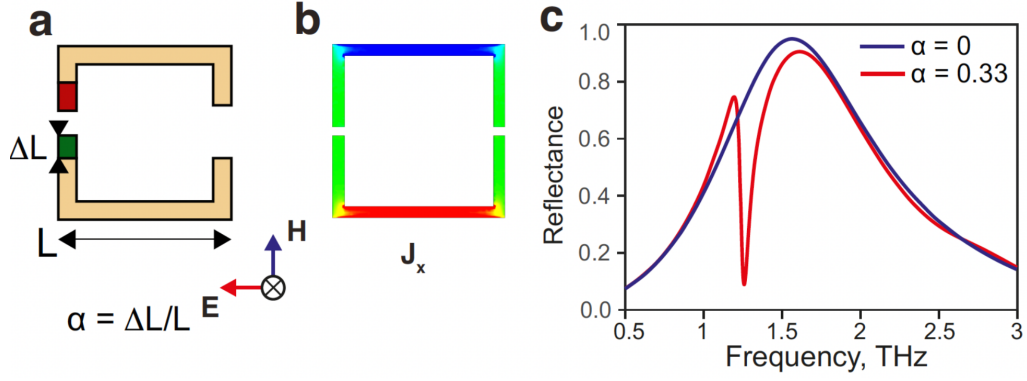 a
ΔL
L
H
E
α = ΔL/L
b
Jx
c
Reflectance
1.0
0.8
0.6
0.4
0.2
0.0
α = 0
α = 0.33
0.5 1 1.5 2 2.5 3
Frequency, THz